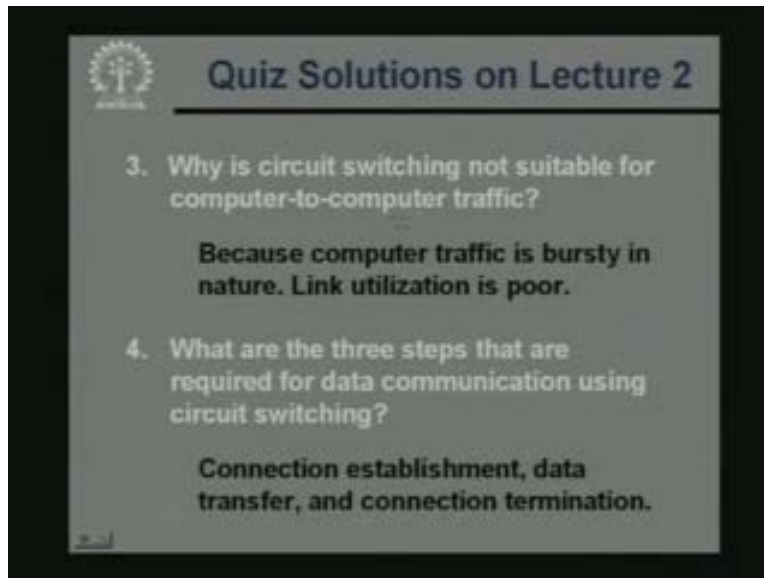 Quiz Solutions on Lecture 2
3. Why is circuit switching not suitable for
computer-to-computer traffic?
Because computer traffic is bursty in
nature. Link utilization is poor.
4. What are the three steps that are
required for data communication using
circuit switching?
Connection establishment, data
transfer, and connection termination.